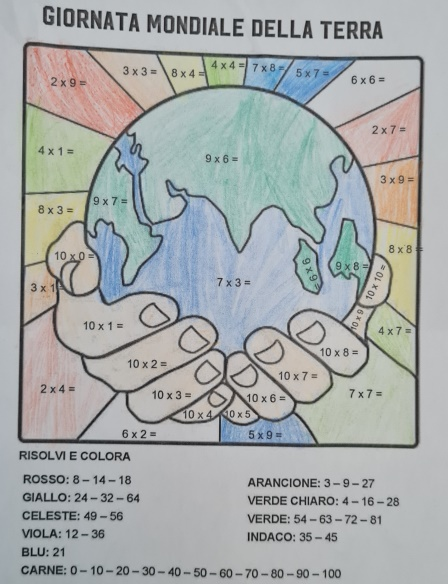 GIORNATA MONDIALE DELLA TERRA
2 x 9 =
3 x 3 =
8 x 4 =
4 x 4 =
7 x 8 =
5 x 7 =
6 x 6 =
2 x 7 =
4 x 1 =
9 x 6 =
3 x 9 =
8 x 3 =
9 x 7 =
8 x 8 =
10 x 0 =
9 x 9 =
9 x 8 =
10 x 10 =
3 x 1
7 x 3 =
10 x 9
10 x 1 =
4 x 7 =
10 x 2 =
10 x 8 =
10 x 7 =
2 x 4 =
10 x 3 =
10 x 6 =
7 x 7 =
10 x 4
10 x 5
6 x 2 =
5 x 9 =
RISOLVI E COLORA
ROSSO: 8 – 14 – 18
GIALLO: 24 – 32 – 64
CELESTE: 49 – 56
VIOLA: 12 – 36
BLU: 21
ARANCIONE: 3 – 9 – 27
VERDE CHIARO: 4 – 16 – 28
VERDE: 54 – 63 – 72 – 81
INDACO: 35 – 45
CARNE: 0 – 10 – 20 – 30 – 40 – 50 – 60 – 70 – 80 – 90 – 100